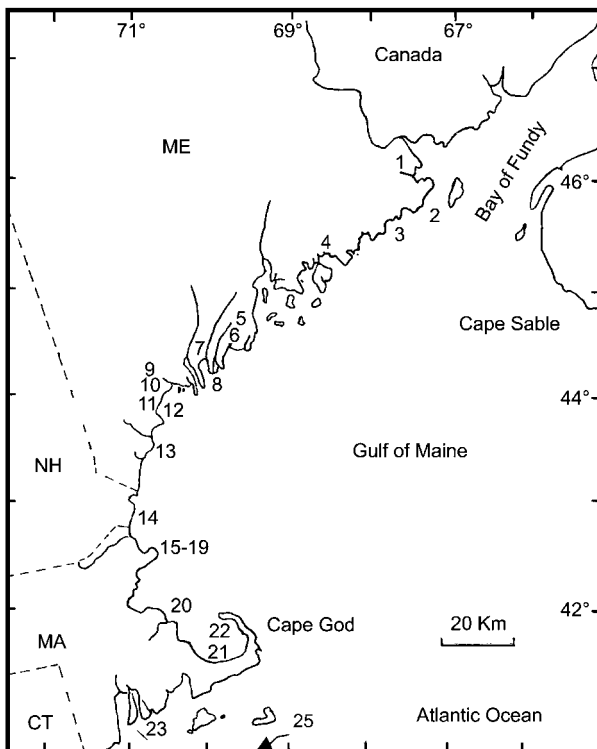 71° 69° 67°
Canada
ME
1
46°
Bay of Fundy
2
3
4
5
Cape Sable
6
7
9
8
10
44°
11 12
13
Gulf of Maine
NH
14
15-19
20
42°
22
Cape God
20 Km
MA
21
CT
23
25
Atlantic Ocean